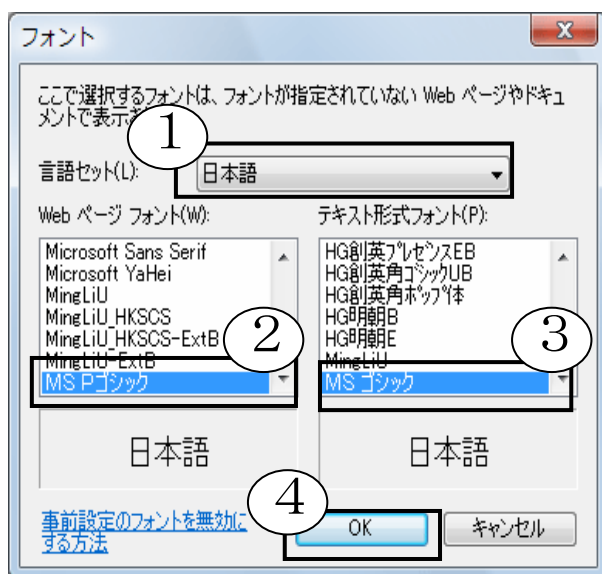 フォント
ここで選択するフォントは、フォントが指定されていない Web ページやドキュ
メントで表示
1
言語セット(L):
日本語
Web ページ フォント(W):
テキスト形式フォント(P):
Microsoft Sans Serif
Microsoft YaHei
MingLiU
MingLiU_HKSCS
MingLiU_HKSCS-ExtB
MingLiU-ExtB
MS Pゴシック
2
HG創英プレゼンスEB
HG創英角ゴシックUB
HG創英角ポップ体
HG明朝B
HG明朝E
MingLiU
MS ゴシック
3
日本語
日本語
4
事前設定のフォントを無効に
する方法
OK
キャンセル